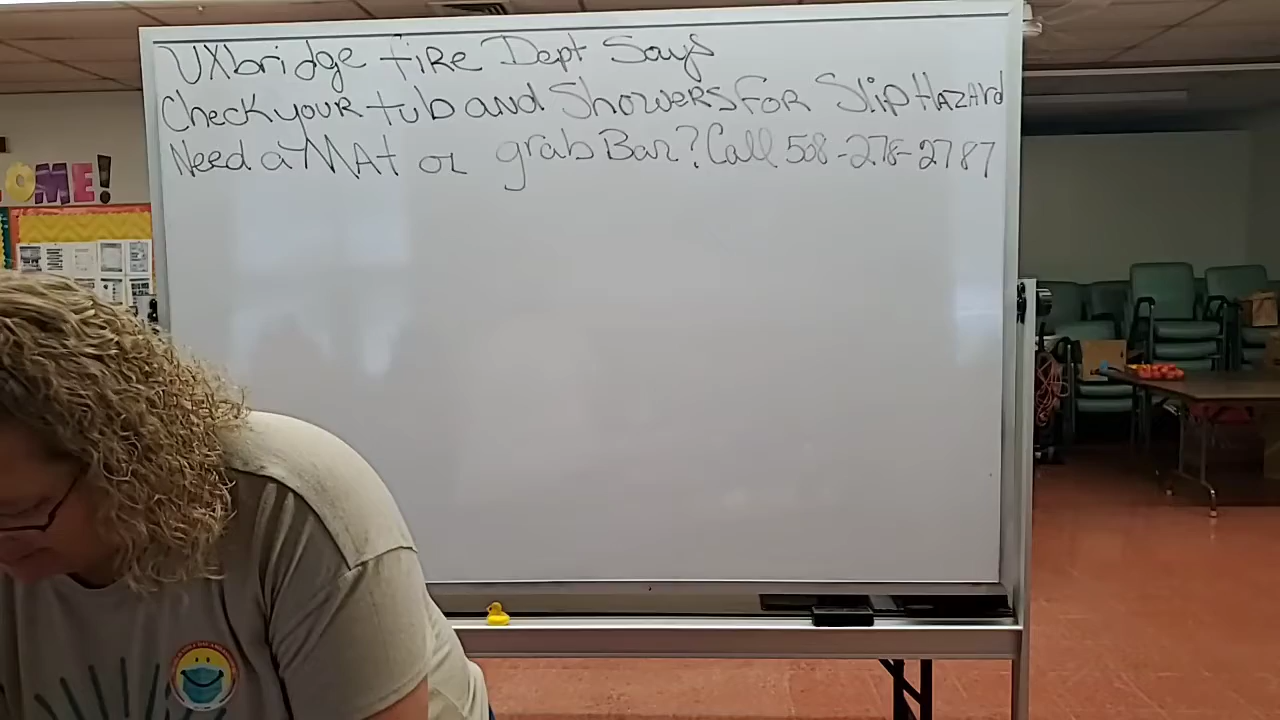 UXbridge fire Dept Says
Check your tub and Showers For Slip HAZArd
Need a MAt or grab Bar? Call 508-278-2787
OME!